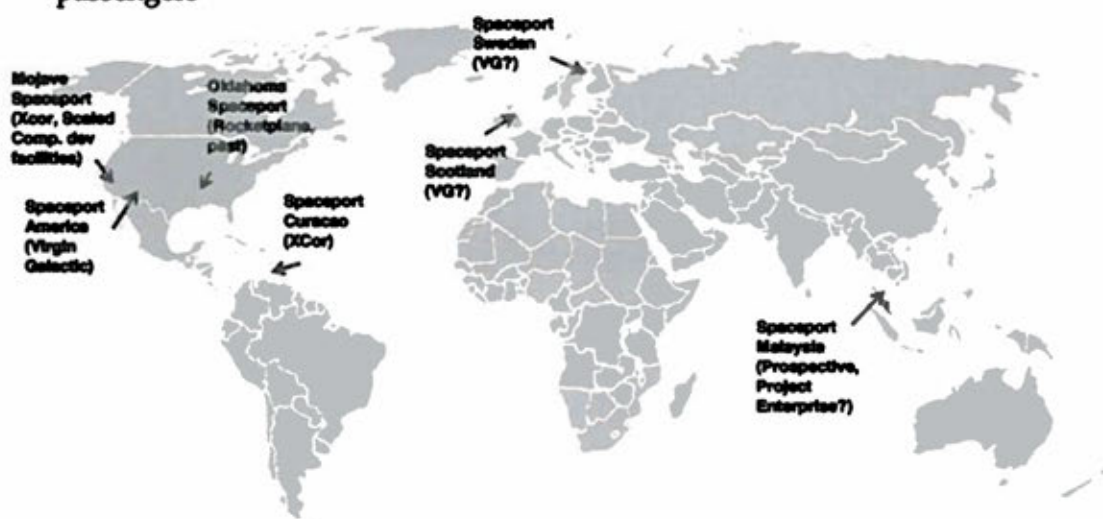 passengers
Spaceport
Sweden
(VG?)
Mojave
Spaceport
(Xcor, Scaled
Comp. dev
facilities)
Oklahoma
Spaceport
(Rocketplane,
past)
Spaceport
Scotland
(VG?)
Spaceport
America
(Virgin
Galactic)
Spaceport
Curacao
(XCor)
Spaceport
Malaysia
(Prospective,
Project
Enterprise?)